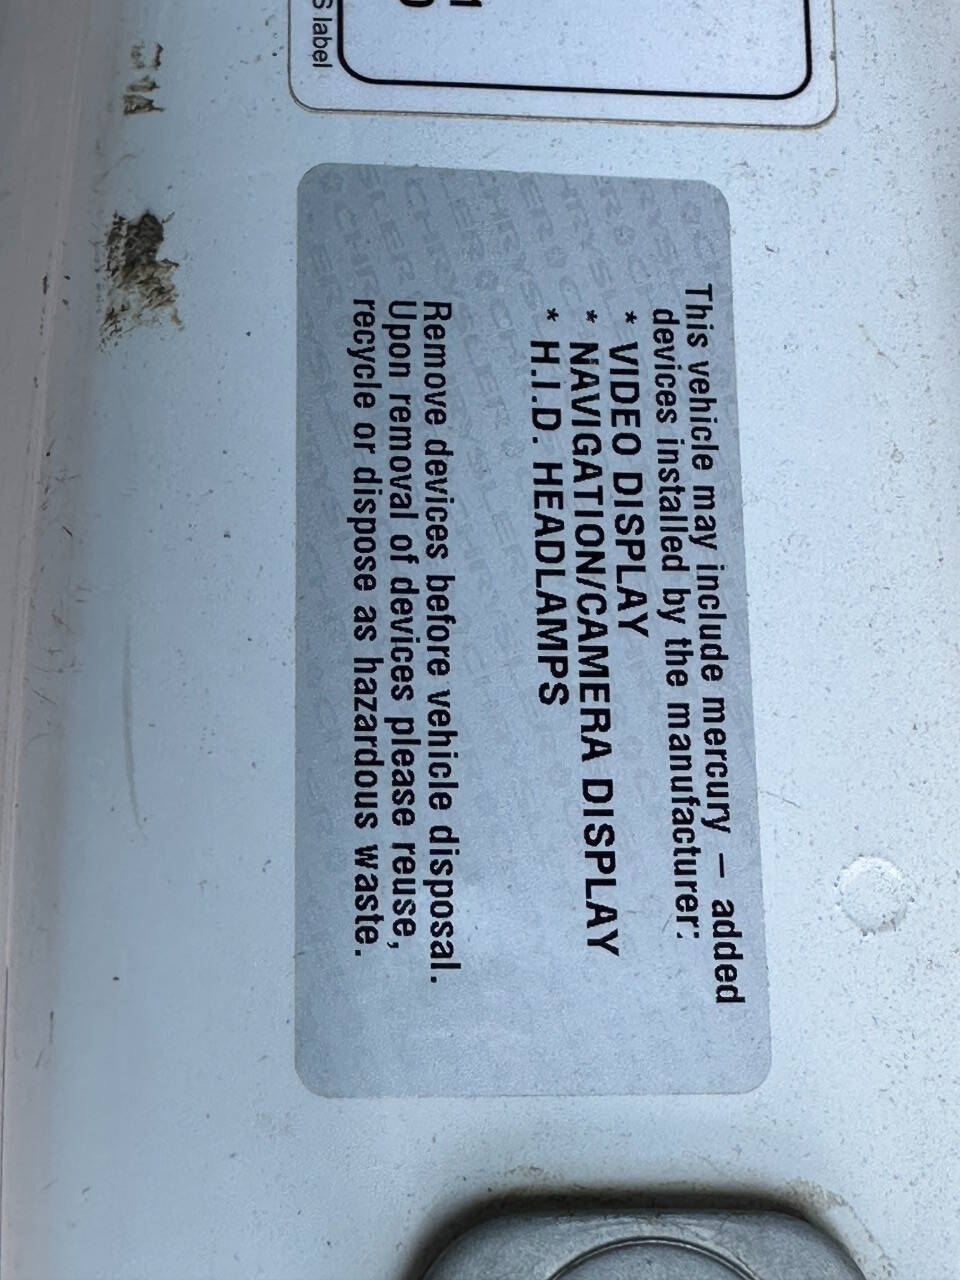 S label
This vehicle may include mercury – added
devices installed by the manufacturer:
* VIDEO DISPLAY
* NAVIGATION/CAMERA DISPLAY
* H.I.D. HEADLAMPS
Remove devices before vehicle disposal.
Upon removal of devices please reuse,
recycle or dispose as hazardous waste.